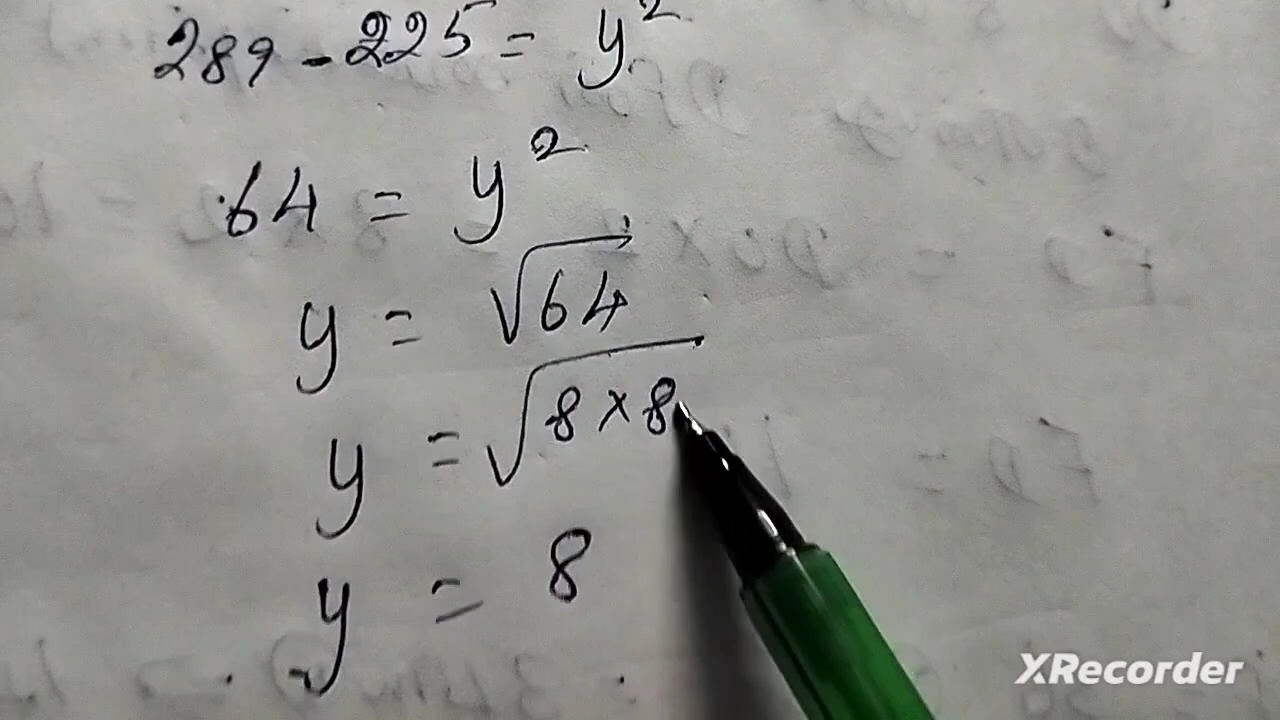 289 - 225 = y²
64 = y²
y = √64
y = √8×8
y = 8
XRecorder